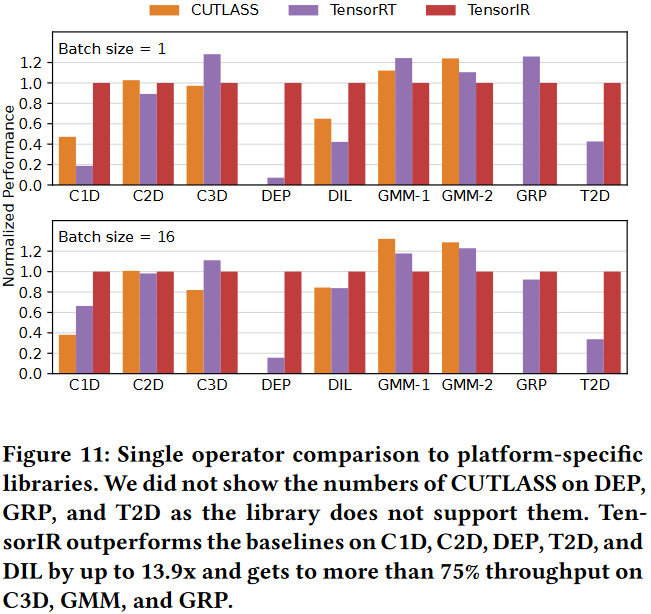 CUTLASS TensorRT TensorIR
Normalized Performance
Batch size = 1
1.2
1.0
0.8
0.6
0.4
0.2
0.0
C1D C2D C3D DEP DIL GMM-1 GMM-2 GRP T2D
Batch size = 16
1.2
1.0
0.8
0.6
0.4
0.2
0.0
C1D C2D C3D DEP DIL GMM-1 GMM-2 GRP T2D
Figure 11: Single operator comparison to platform-specific
libraries. We did not show the numbers of CUTLASS on DEP,
GRP, and T2D as the library does not support them. Ten-
sorIR outperforms the baselines on C1D, C2D, DEP, T2D, and
DIL by up to 13.9x and gets to more than 75% throughput on
C3D, GMM, and GRP.